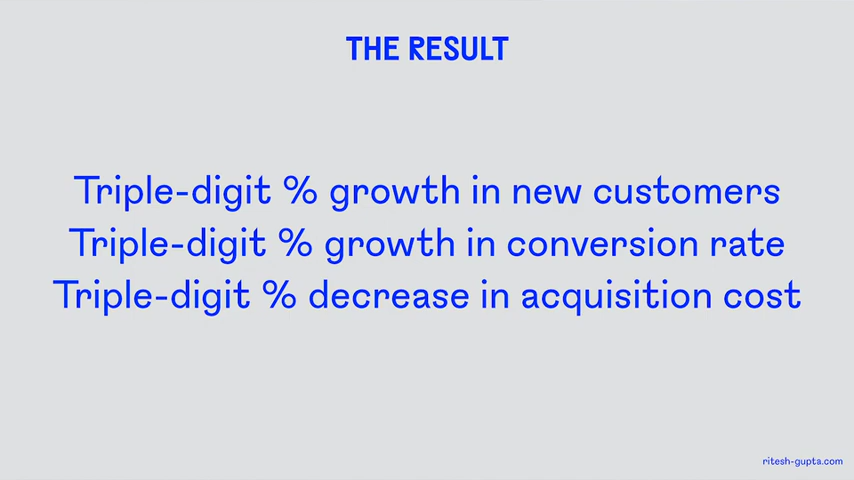 THE RESULT
Triple-digit % growth in new customers
Triple-digit % growth in conversion rate
Triple-digit % decrease in acquisition cost
ritesh-gupta.com